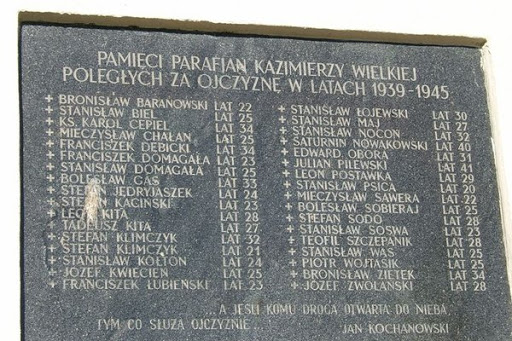 PAMIĘCI PARAFIAN KAZIMIERZY WIELKIEJ
POLEGŁYCH ZA OJCZYZNĘ W LATACH 1939-1945
+ BRONISŁAW BARANOWSKI LAT 22
+ STANISŁAW BIEL LAT 25
+ KS. KAROL CEPIEL LAT 34
+ MIECZYSŁAW CHAŁAN LAT 25
+ FRANCISZEK DĘBICKI LAT 34
+ FRANCISZEK DOMAGAŁA LAT 23
+ STANISŁAW DOMAGAŁA LAT 25
+ BOLESŁAW GAS LAT 33
+ STEFAN JĘDRYJASZEK LAT 24
+ STEFAN KACIŃSKI LAT 23
+ LEON KITA LAT 28
+ TADEUSZ KITA LAT 27
+ STEFAN KLIMCZYK LAT 32
+ STEFAN KLIMCZYK LAT 21
+ STANISŁAW KOŁTON LAT 24
+ JÓZEF KWIECIEŃ LAT 25
+ FRANCISZEK ŁUBIEŃSKI LAT 23
+ STANISŁAW ŁOJEWSKI LAT 30
+ STANISŁAW MAJ LAT 27
+ STANISŁAW NOCOŃ LAT 32
+ SATURNIN NOWAKOWSKI LAT 40
+ EDWARD OBORA LAT 31
+ JULIAN PILEWSKI LAT 41
+ LEON POSTAWKA LAT 29
+ STANISŁAW PSICA LAT 20
+ MIECZYSŁAW SAWERA LAT 22
+ BOLESŁAW SOBIERAJ LAT 25
+ STEFAN SODO LAT 28
+ STANISŁAW SOSWA LAT 23
+ TEOFIL SZCZEPANIK LAT 28
+ STANISŁAW WĄS LAT 25
+ PIOTR WOJTASIK LAT 25
+ BRONISŁAW ZIĘTEK LAT 34
+ JÓZEF ZWOLAŃSKI LAT 28
... A JEŚLI KOMU DROGA OTWARTA DO NIEBA
TYM CO SŁUŻĄ OJCZYŹNIE ...
JAN KOCHANOWSKI